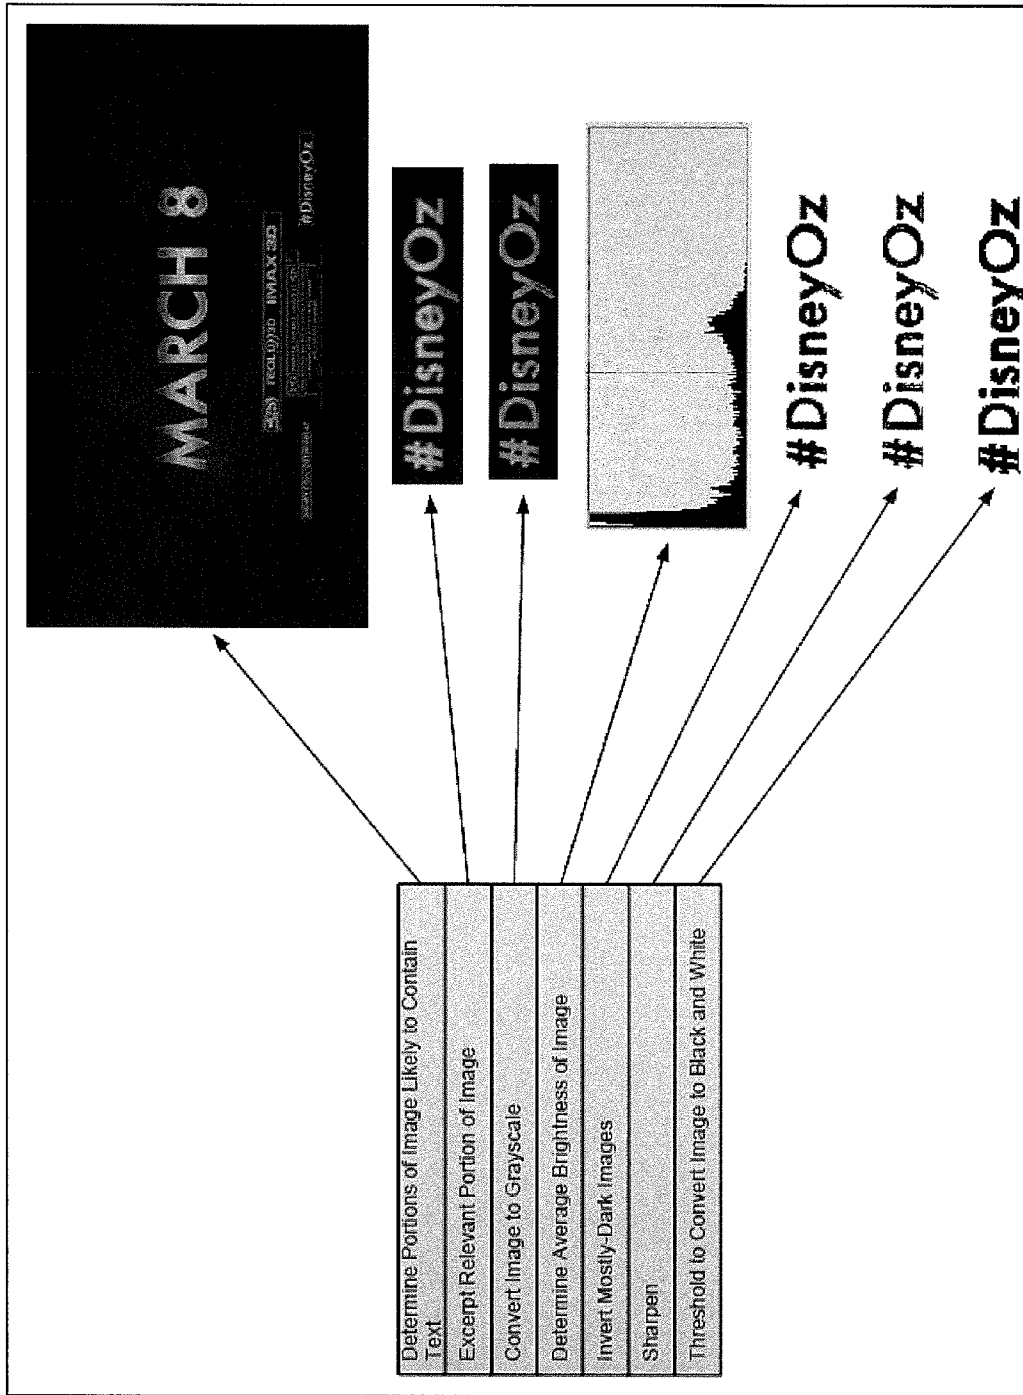 Determine Portions of Image Likely to Contain
Text
Excerpt Relevant Portion of Image
Convert Image to Grayscale
Determine Average Brightness of Image
Invert Mostly-Dark Images
Sharpen
Threshold to Convert Image to Black and White
MARCH 8
REALD 3D IMAX 3D
#DisneyOz
#DisneyOz
#DisneyOz
#DisneyOz
#DisneyOz
#DisneyOz